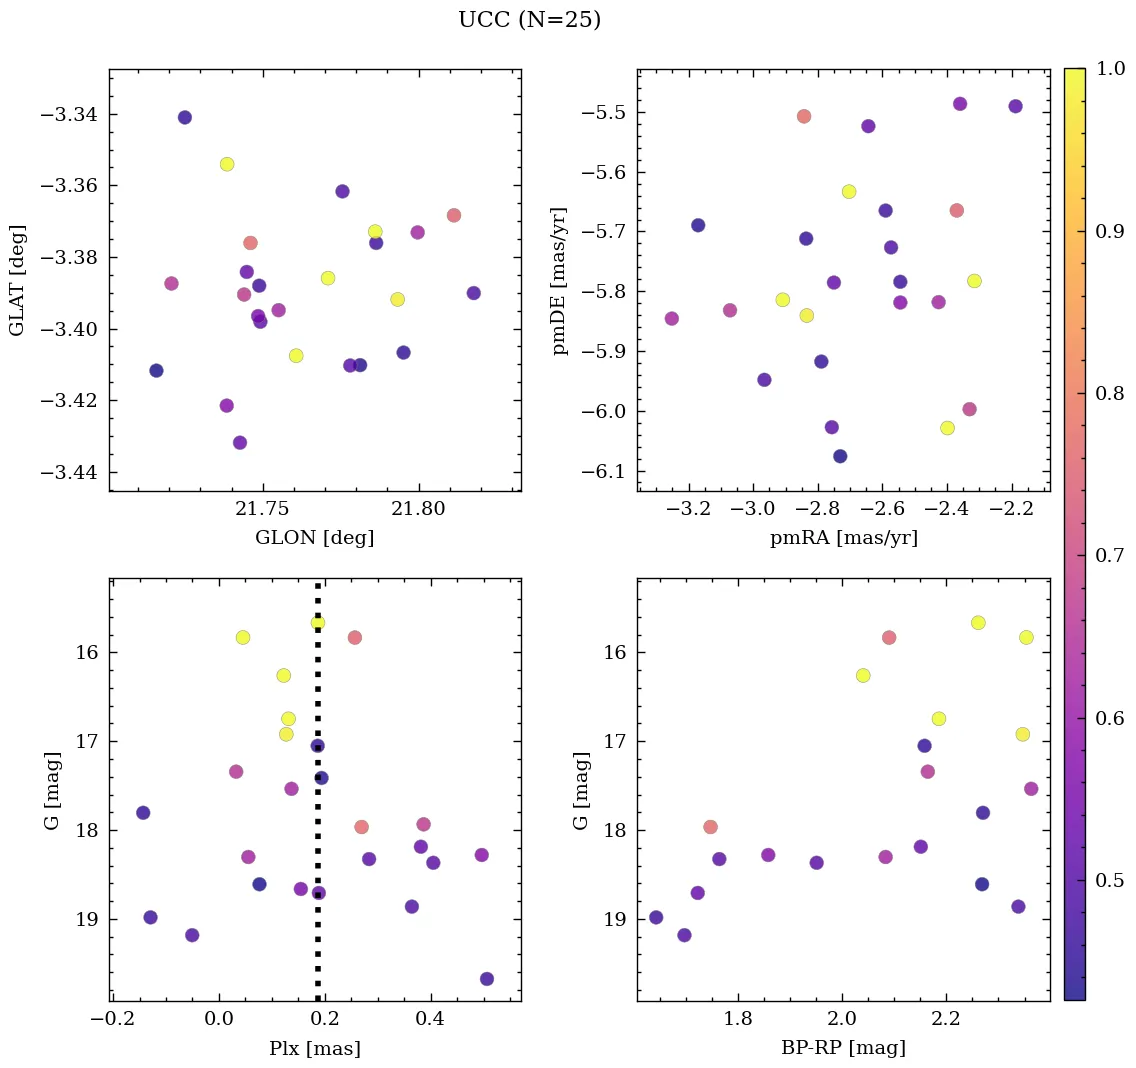 UCC (N=25)
−3.34
−3.36
−3.38
−3.40
−3.42
−3.44
GLAT [deg]
21.75 21.80
GLON [deg]
−5.5
−5.6
−5.7
−5.8
−5.9
−6.0
−6.1
pmDE [mas/yr]
−3.2 −3.0 −2.8 −2.6 −2.4 −2.2
pmRA [mas/yr]
16
17
18
19
G [mag]
−0.2 0.0 0.2 0.4
Plx [mas]
16
17
18
19
G [mag]
1.8 2.0 2.2
BP-RP [mag]
1.0
0.9
0.8
0.7
0.6
0.5